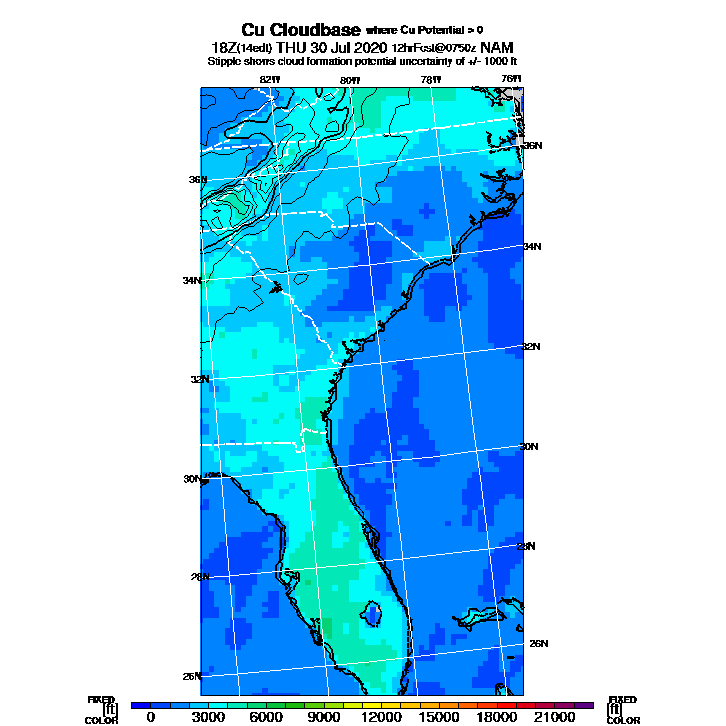 Cu Cloudbase where Cu Potential > 0
18Z(14edt) THU 30 Jul 2020 12hrFcst@0750z NAM
Stipple shows cloud formation potential uncertainty of +/- 1000 ft
82W 80W 78W 76W
36N
36N
34N
34N
32N
32N
30N
30N
28N
28N
26N
26N
FIXED FIXED
[ft] [ft]
COLOR COLOR
0 3000 6000 9000 12000 15000 18000 21000